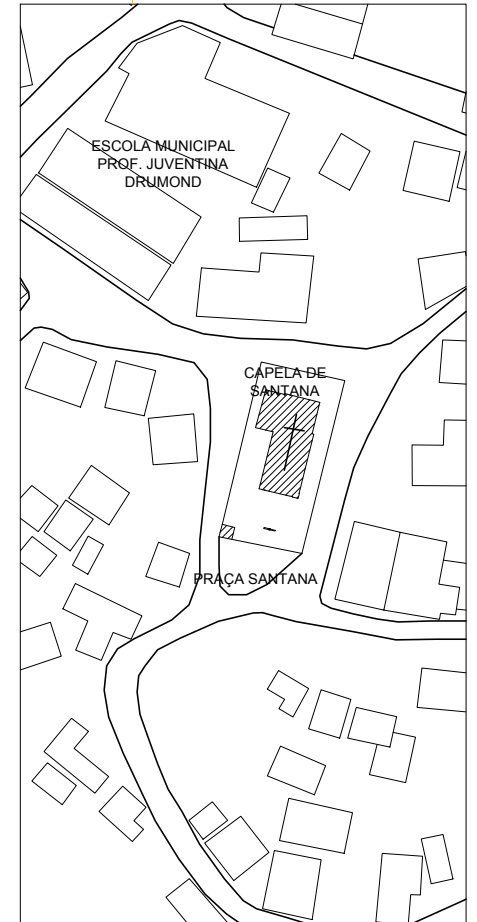 ESCOLA MUNICIPAL
PROF. JUVENTINA
DRUMOND
CAPELA DE
SANTANA
PRAÇA SANTANA